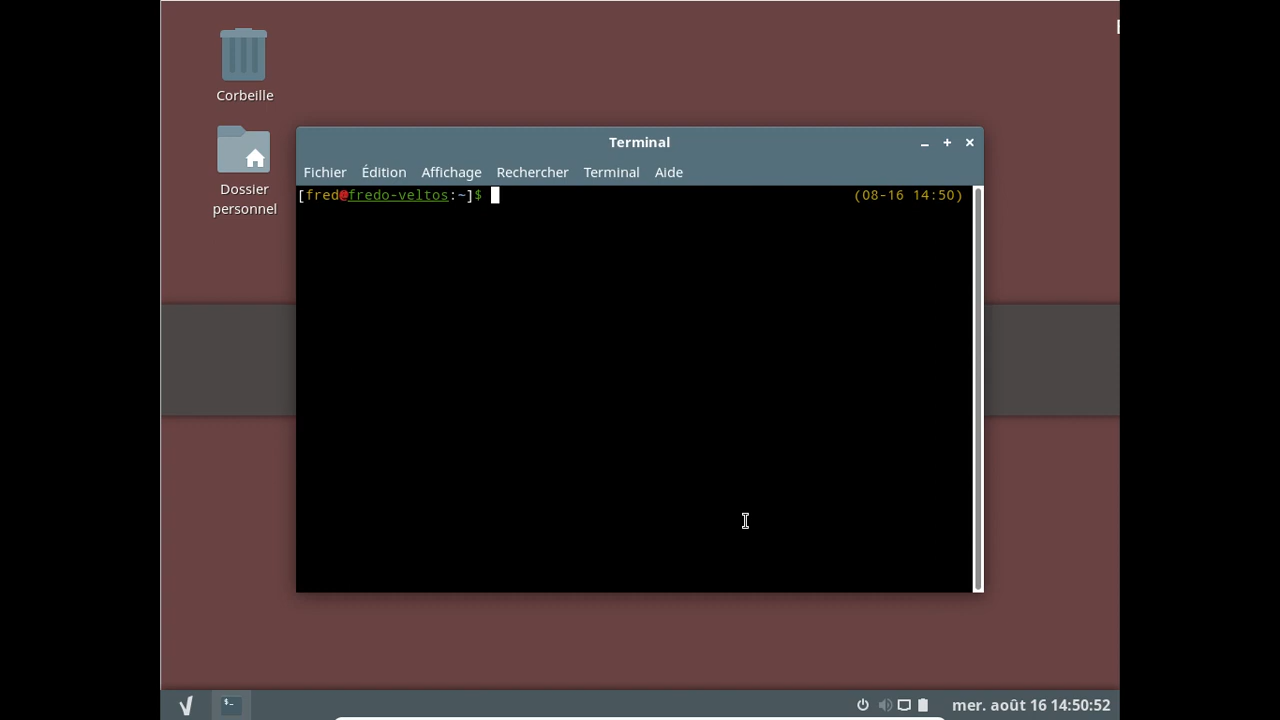 Corbeille
Dossier
personnel
Terminal
Fichier Édition Affichage Rechercher Terminal Aide
[fred@fredo-veltos:~]$ (08-16 14:50)
mer. août 16 14:50:52